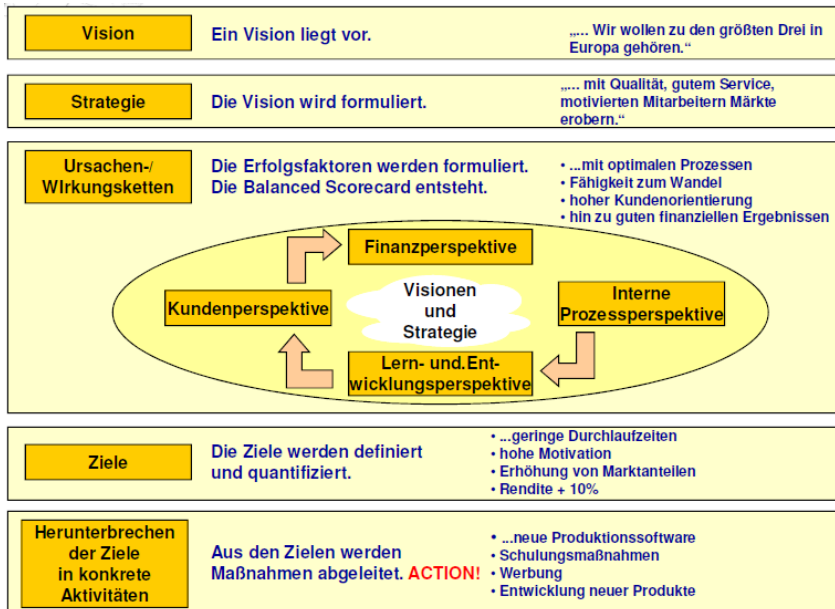 Vision
Ein Vision liegt vor.
„... Wir wollen zu den größten Drei in
Europa gehören.“
Strategie
Die Vision wird formuliert.
„... mit Qualität, gutem Service,
motivierten Mitarbeitern Märkte
erobern.“
Ursachen-/
WIrkungsketten
Die Erfolgsfaktoren werden formuliert.
Die Balanced Scorecard entsteht.
• ...mit optimalen Prozessen
• Fähigkeit zum Wandel
• hoher Kundenorientierung
• hin zu guten finanziellen Ergebnissen
Finanzperspektive
Kundenperspektive
Visionen
und
Strategie
Interne
Prozessperspektive
Lern- und.Ent-
wicklungsperspektive
Ziele
Die Ziele werden definiert
und quantifiziert.
• ...geringe Durchlaufzeiten
• hohe Motivation
• Erhöhung von Marktanteilen
• Rendite + 10%
Herunterbrechen
der Ziele
in konkrete
Aktivitäten
Aus den Zielen werden
Maßnahmen abgeleitet. ACTION!
• ...neue Produktionssoftware
• Schulungsmaßnahmen
• Werbung
• Entwicklung neuer Produkte